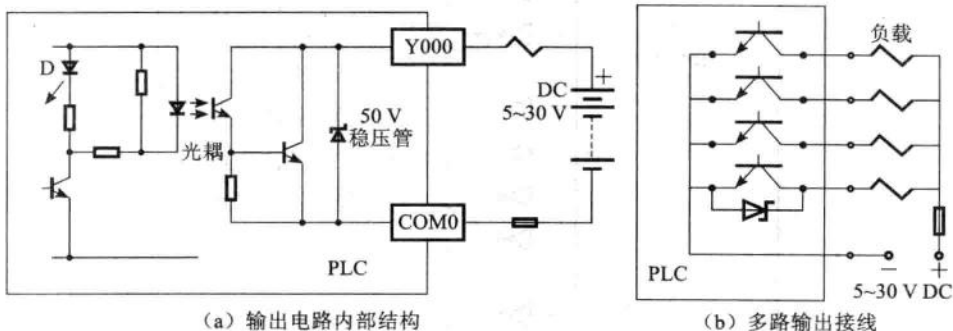 Y000
D
光耦
50 V
稳压管
DC
5~30 V
+
COM0
PLC
(a) 输出电路内部结构
负载
PLC
− +
5~30 V DC
(b) 多路输出接线